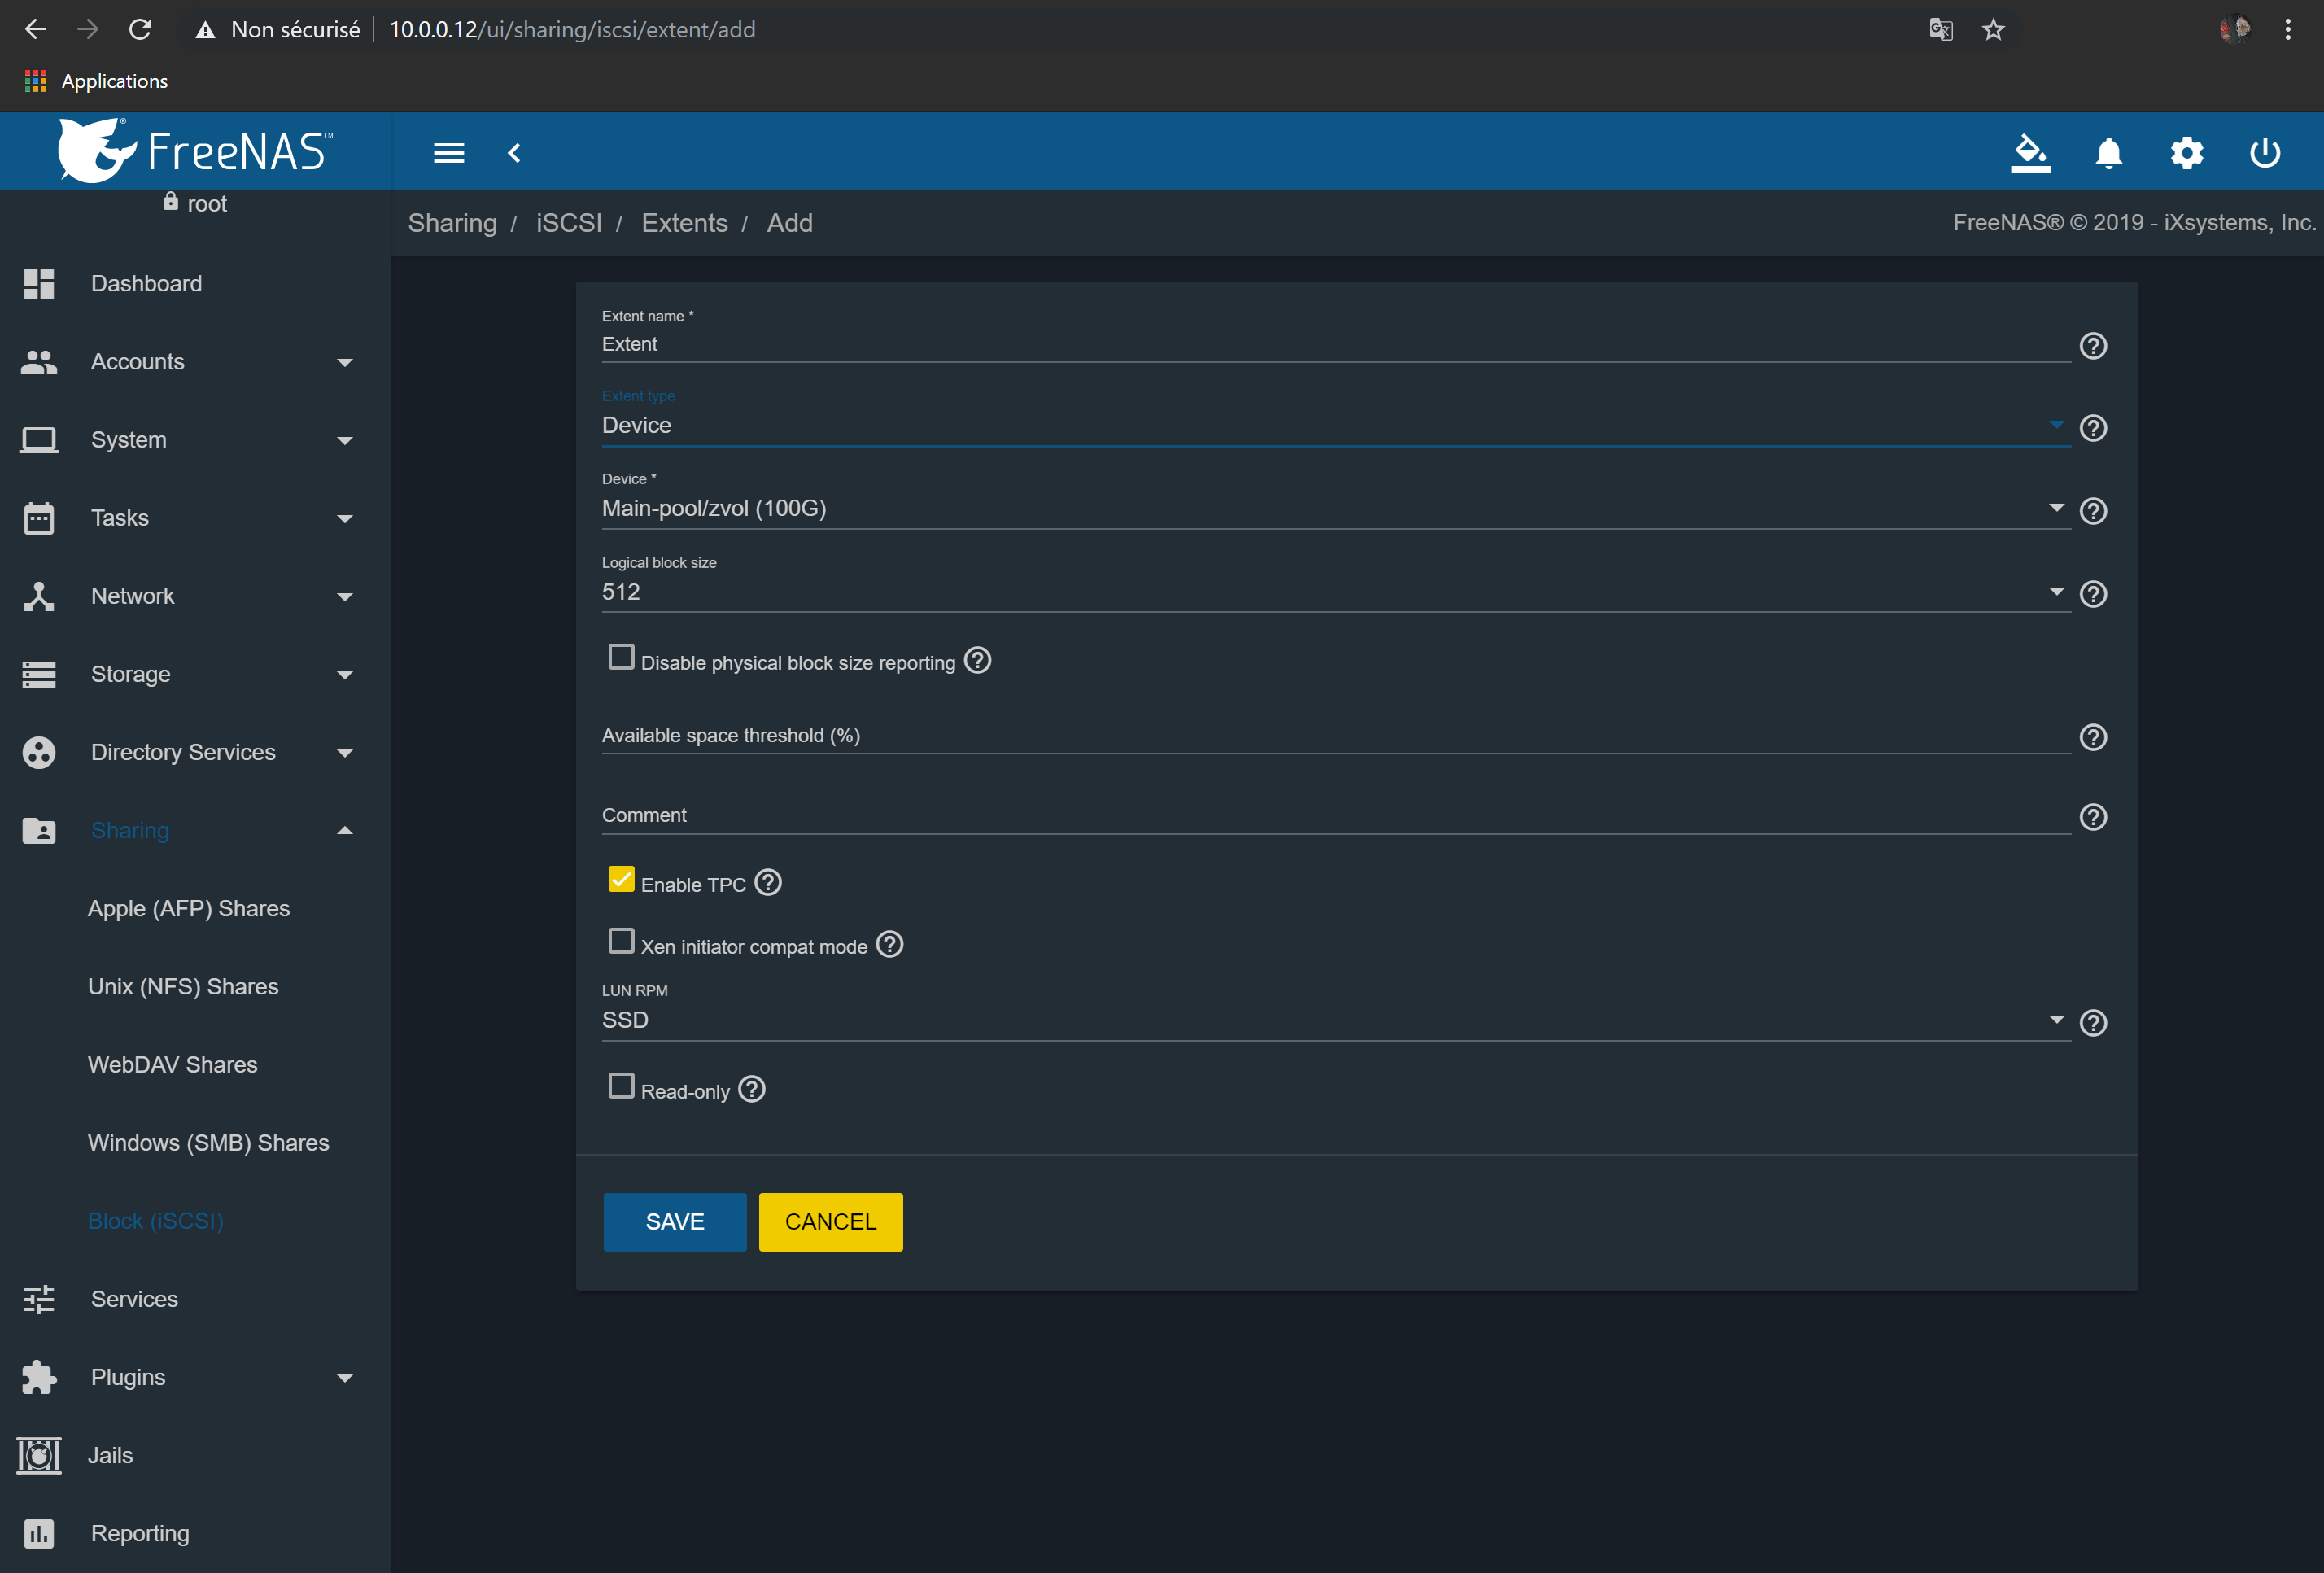 Non sécurisé
10.0.0.12/ui/sharing/iscsi/extent/add
Applications
FreeNAS™
root
Sharing / iSCSI / Extents / Add
FreeNAS® © 2019 - iXsystems, Inc.
Dashboard
Accounts
System
Tasks
Network
Storage
Directory Services
Sharing
Apple (AFP) Shares
Unix (NFS) Shares
WebDAV Shares
Windows (SMB) Shares
Block (iSCSI)
Services
Plugins
Jails
Reporting
Extent name *
Extent
Extent type
Device
Device *
Main-pool/zvol (100G)
Logical block size
512
Disable physical block size reporting
Available space threshold (%)
Comment
Enable TPC
Xen initiator compat mode
LUN RPM
SSD
Read-only
SAVE CANCEL